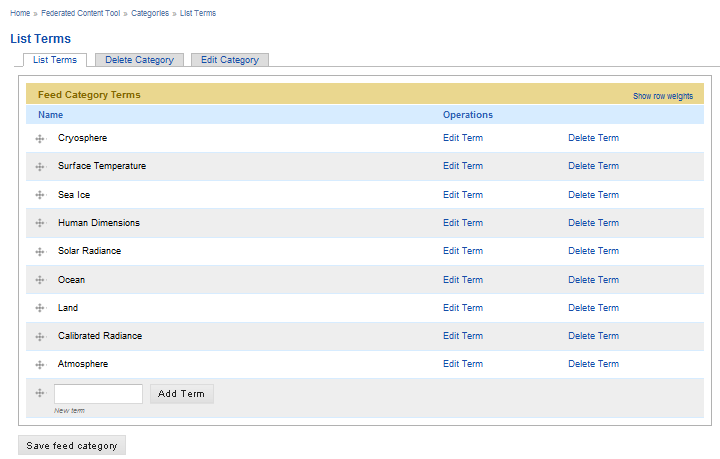 Home » Federated Content Tool » Categories » List Terms
List Terms
List Terms Delete Category Edit Category
Feed Category Terms Show row weights
Name Operations
Cryosphere Edit Term Delete Term
Surface Temperature Edit Term Delete Term
Sea Ice Edit Term Delete Term
Human Dimensions Edit Term Delete Term
Solar Radiance Edit Term Delete Term
Ocean Edit Term Delete Term
Land Edit Term Delete Term
Calibrated Radiance Edit Term Delete Term
Atmosphere Edit Term Delete Term
Add Term
New term
Save feed category